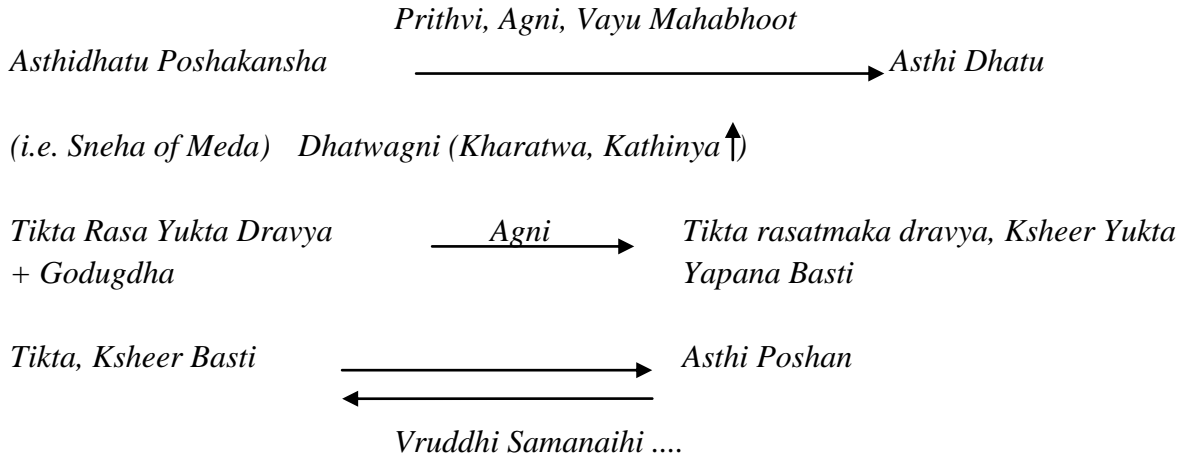 Prithvi, Agni, Vayu Mahabhoot
Asthidhatu Poshakansha Asthi Dhatu
(i.e. Sneha of Meda) Dhatwagni (Kharatwa, Kathinya ↑)
Tikta Rasa Yukta Dravya Agni Tikta rasatmaka dravya, Ksheer Yukta
+ Godugdha Yapana Basti
Tikta, Ksheer Basti Asthi Poshan
Vruddhi Samanaihi ....